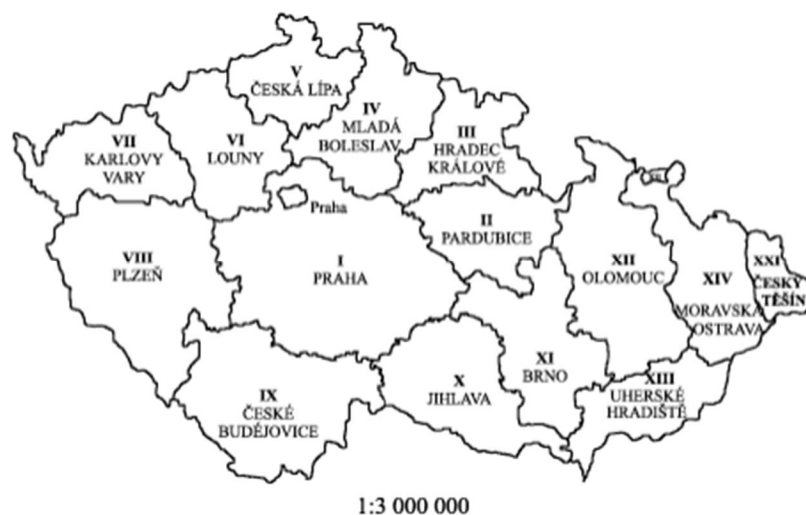 V
ČESKÁ LÍPA
IV
MLADÁ
BOLESLAV
III
HRADEC
KRÁLOVÉ
VII
KARLOVY
VARY
VI
LOUNY
Praha
II
PARDUBICE
VIII
PLZEŇ
I
PRAHA
XII
OLOMOUC
XIV
MORAVSKÁ
OSTRAVA
XXI
ČESKÝ
TĚŠÍN
IX
ČESKÉ
BUDĚJOVICE
X
JIHLAVA
XI
BRNO
XIII
UHERSKÉ
HRADIŠTĚ
1:3 000 000